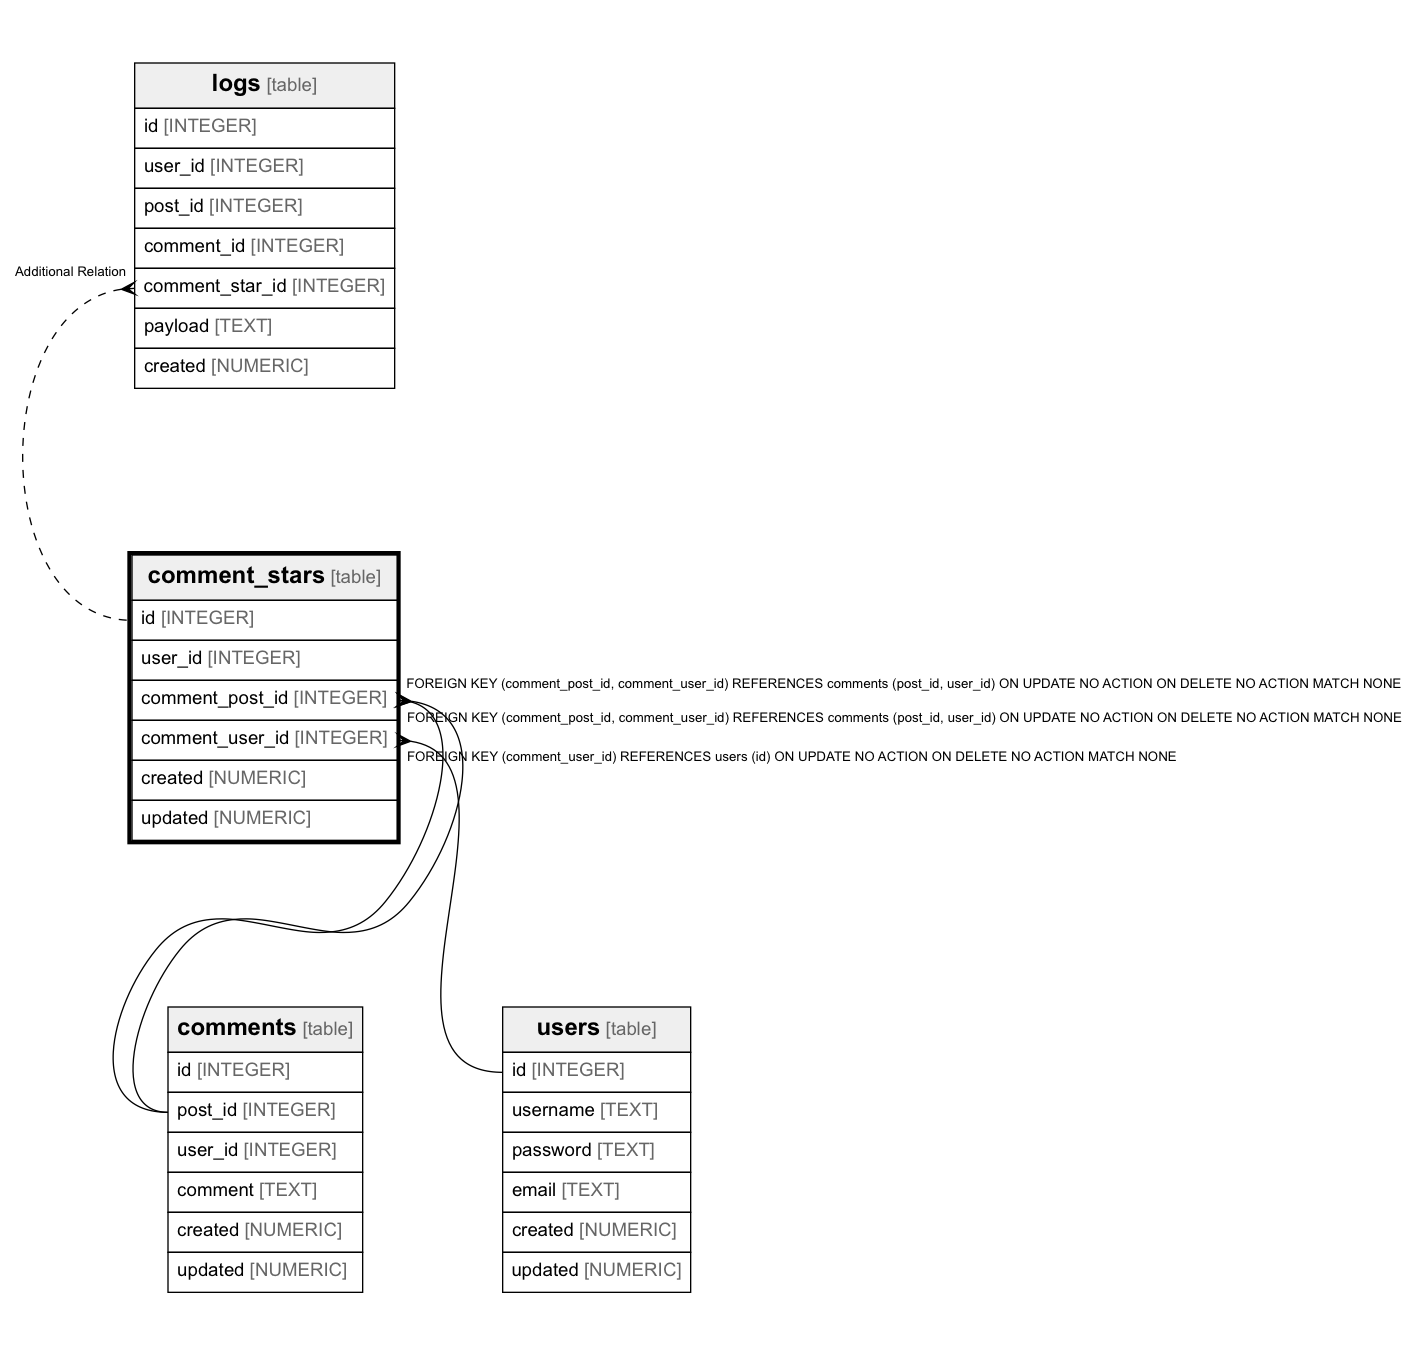 logs [table]
id [INTEGER]
user_id [INTEGER]
post_id [INTEGER]
comment_id [INTEGER]
Additional Relation
comment_star_id [INTEGER]
payload [TEXT]
created [NUMERIC]
comment_stars [table]
id [INTEGER]
user_id [INTEGER]
comment_post_id [INTEGER]
comment_user_id [INTEGER]
created [NUMERIC]
updated [NUMERIC]
FOREIGN KEY (comment_post_id, comment_user_id) REFERENCES comments (post_id, user_id) ON UPDATE NO ACTION ON DELETE NO ACTION MATCH NONE
FOREIGN KEY (comment_post_id, comment_user_id) REFERENCES comments (post_id, user_id) ON UPDATE NO ACTION ON DELETE NO ACTION MATCH NONE
FOREIGN KEY (comment_user_id) REFERENCES users (id) ON UPDATE NO ACTION ON DELETE NO ACTION MATCH NONE
comments [table]
id [INTEGER]
post_id [INTEGER]
user_id [INTEGER]
comment [TEXT]
created [NUMERIC]
updated [NUMERIC]
users [table]
id [INTEGER]
username [TEXT]
password [TEXT]
email [TEXT]
created [NUMERIC]
updated [NUMERIC]